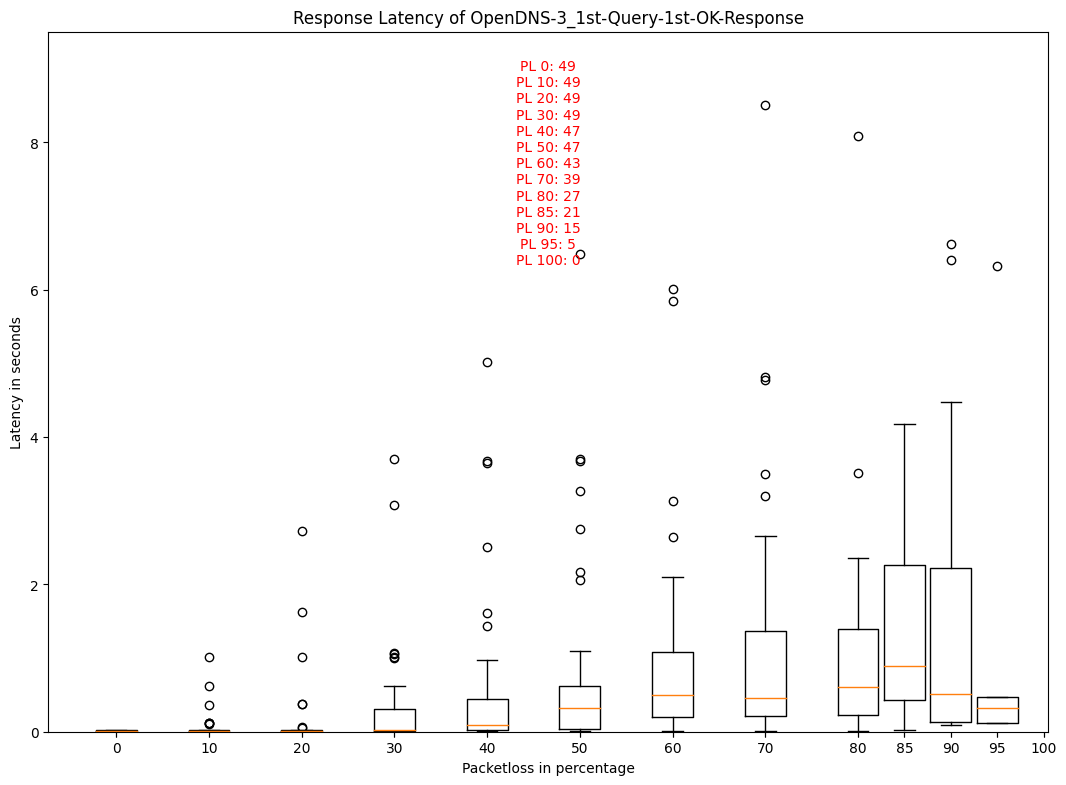 Response Latency of OpenDNS-3_1st-Query-1st-OK-Response
PL 0: 49
PL 10: 49
PL 20: 49
PL 30: 49
PL 40: 47
PL 50: 47
PL 60: 43
PL 70: 39
PL 80: 27
PL 85: 21
PL 90: 15
PL 95: 5
PL 100: 0
8
6
4
2
0
Latency in seconds
0 10 20 30 40 50 60 70 80 85 90 95 100
Packetloss in percentage